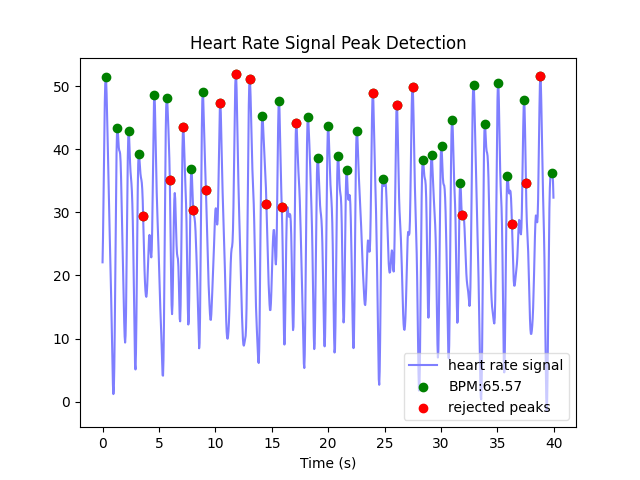 Heart Rate Signal Peak Detection
50
40
30
20
10
0
heart rate signal
BPM:65.57
rejected peaks
0 5 10 15 20 25 30 35 40
Time (s)